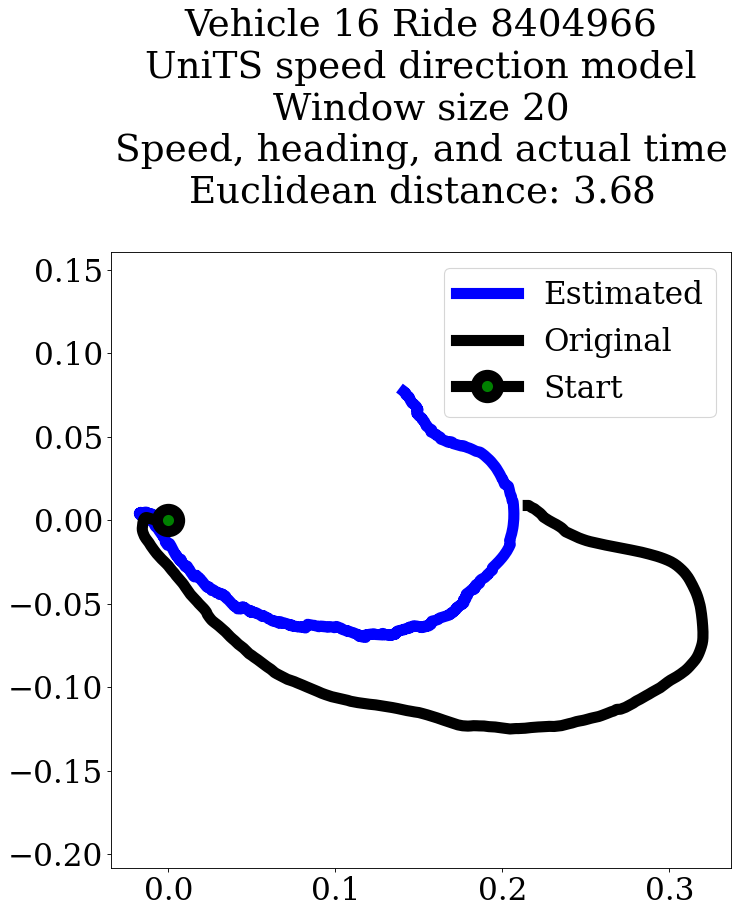 Vehicle 16 Ride 8404966
UniTS speed direction model
Window size 20
Speed, heading, and actual time
Euclidean distance: 3.68
Estimated
Original
Start
0.15
0.10
0.05
0.00
−0.05
−0.10
−0.15
−0.20
0.0 0.1 0.2 0.3